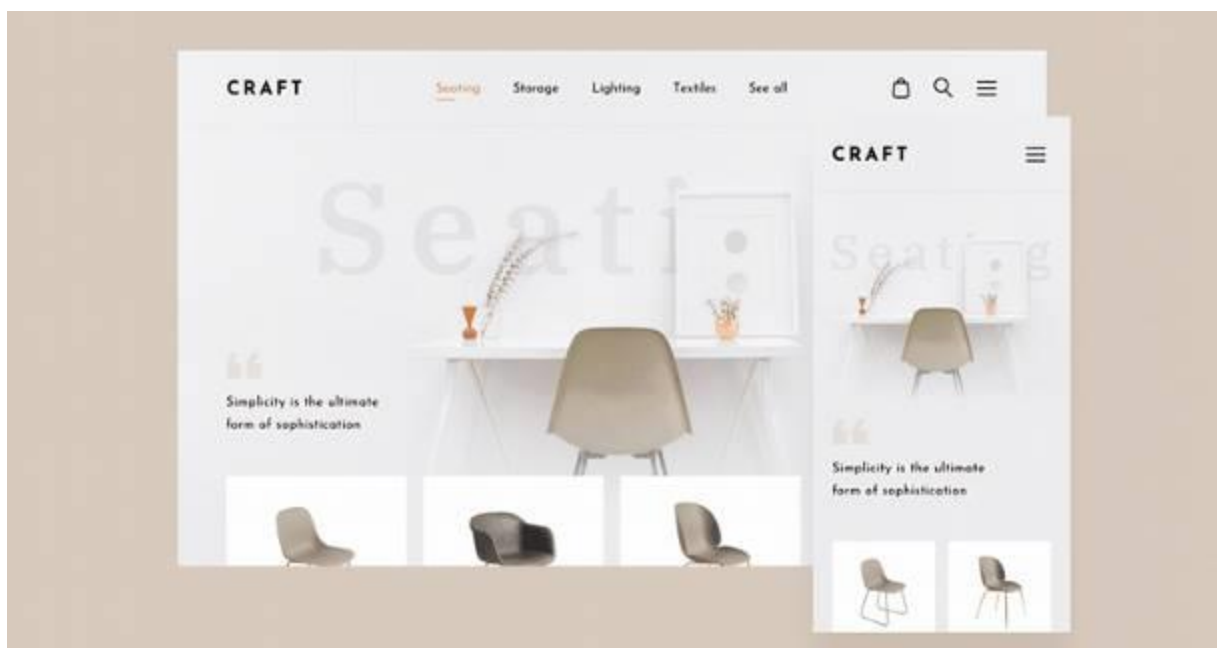 CRAFT
Seating Storage Lighting Textiles See all
Seati
“
Simplicity is the ultimate
form of sophistication
CRAFT
Seating
“
Simplicity is the ultimate
form of sophistication